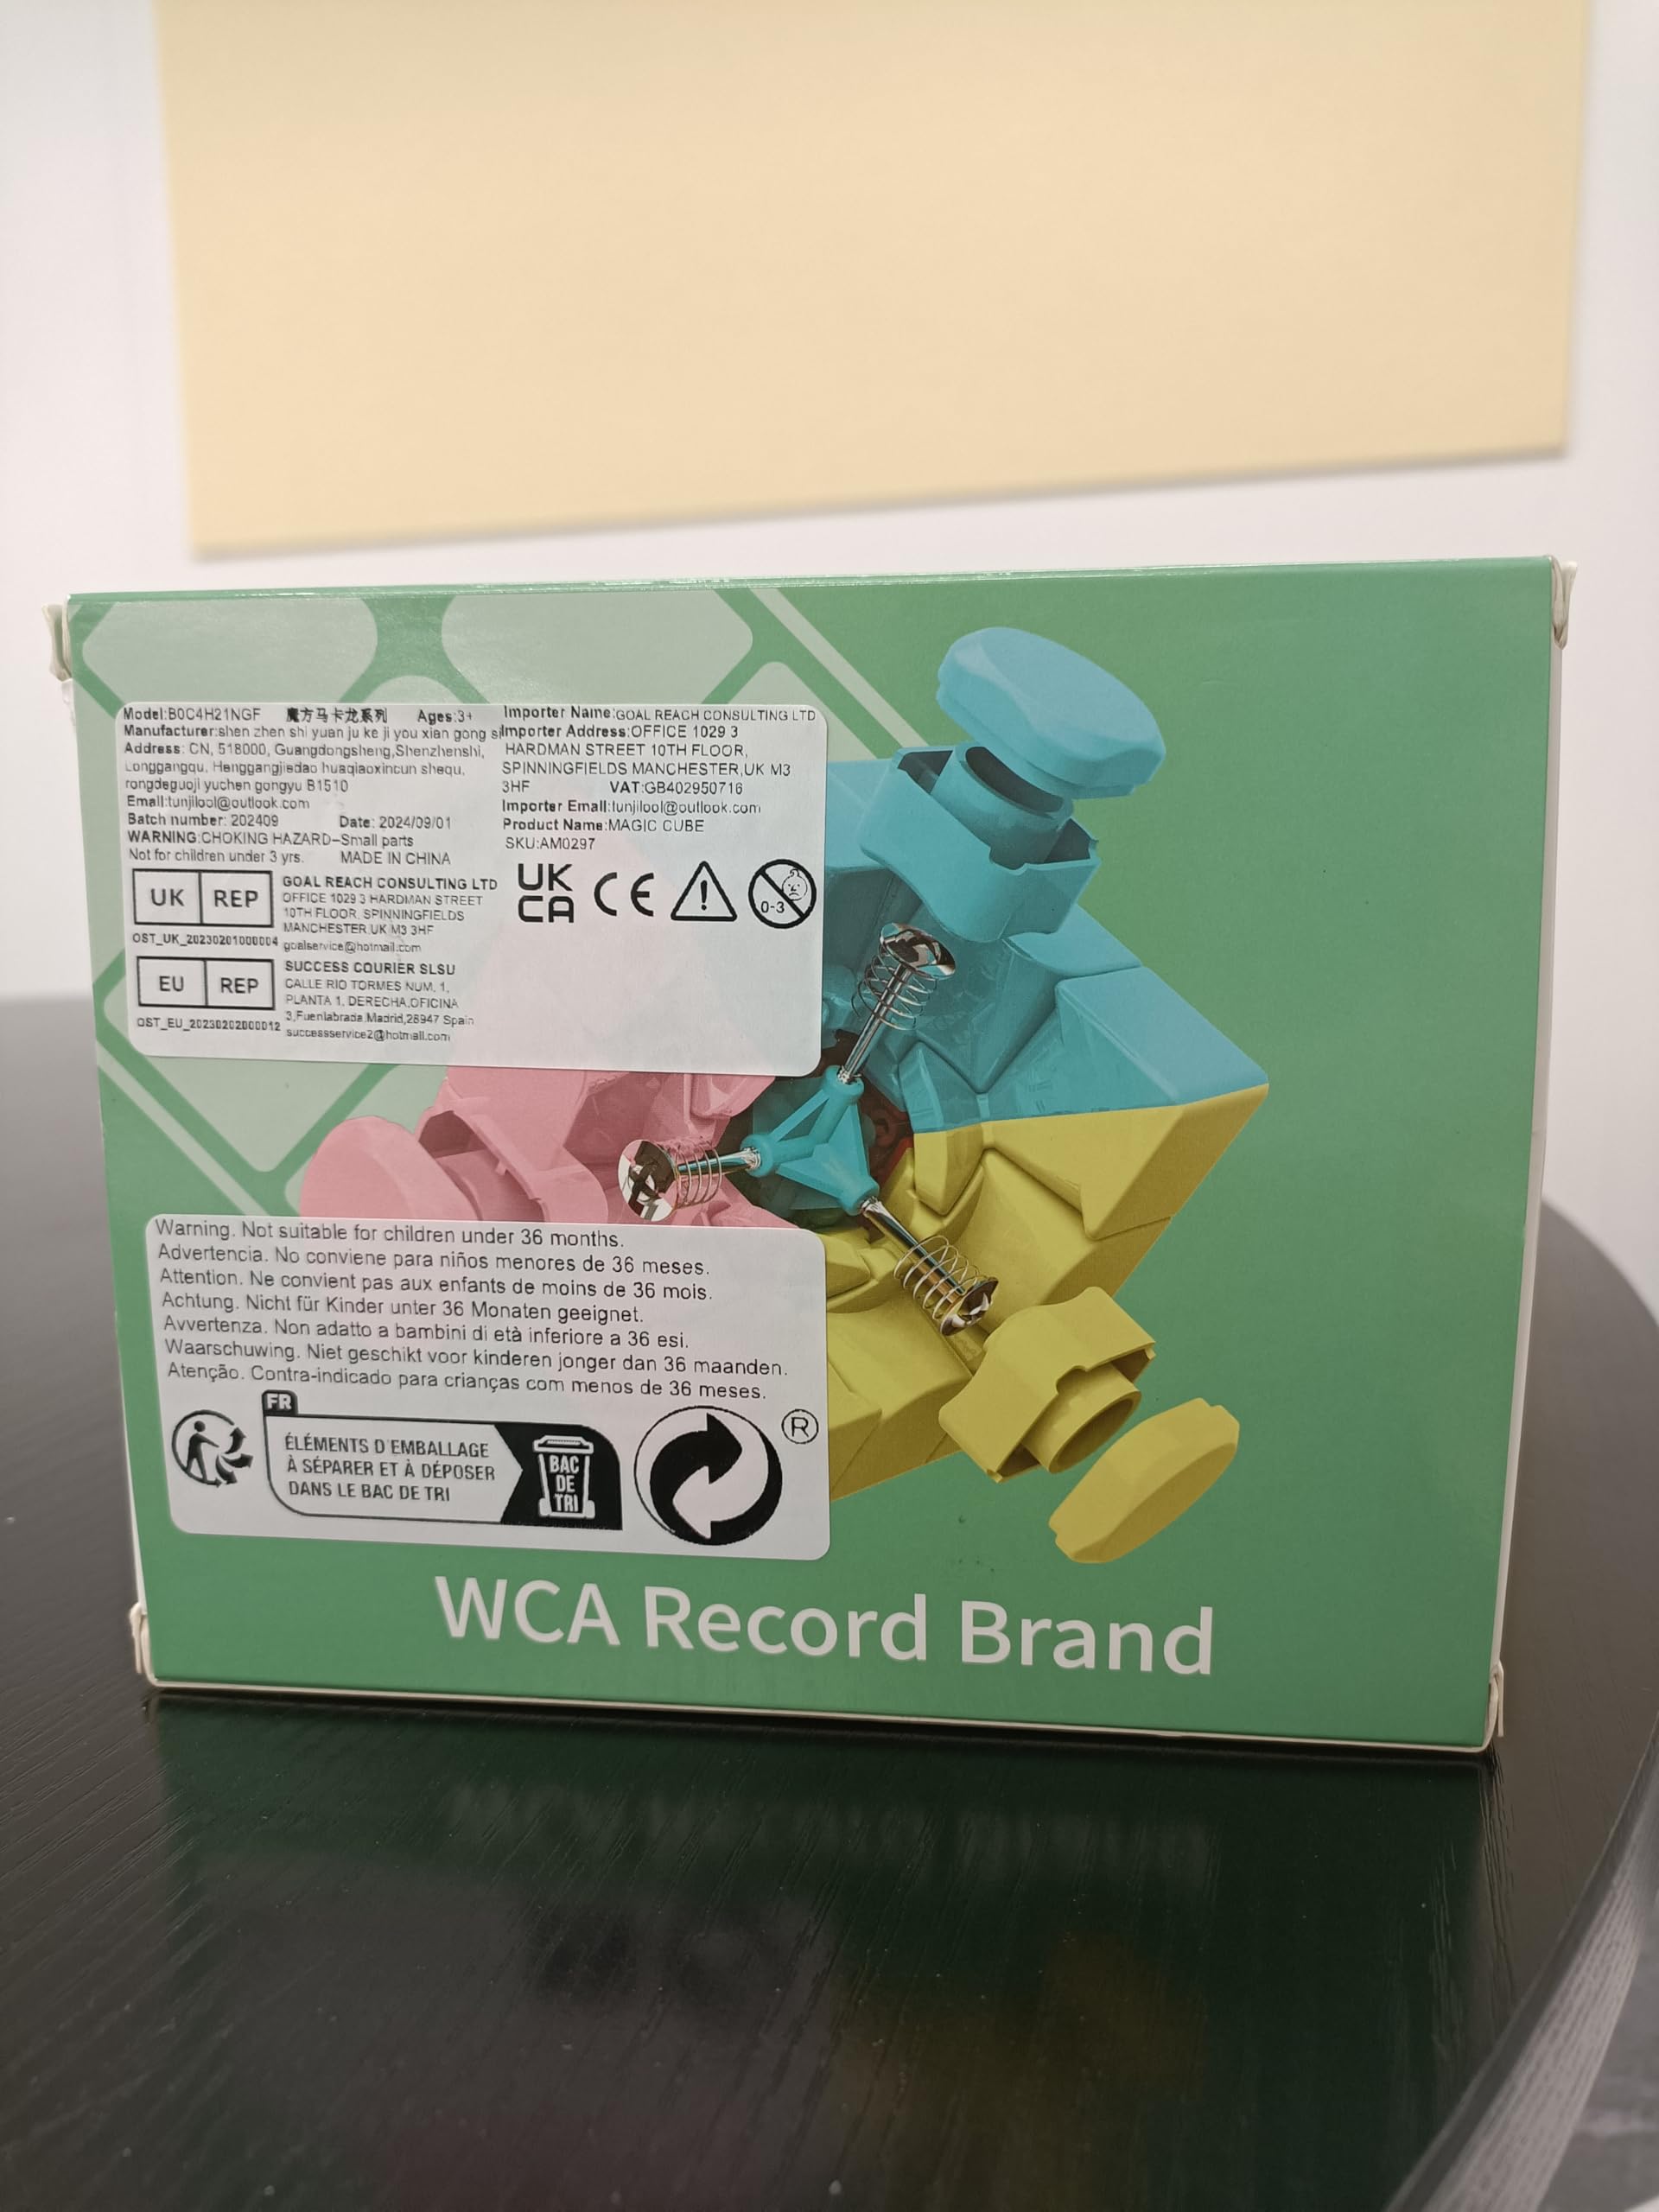 Model:B0C4H21NGF 魔方马卡龙系列 Ages:3+
Manufacturer:shen zhen shi yuan ju ke ji you xian gong si
Address: CN, 518000, Guangdongsheng,Shenzhenshi,
Longgangqu, Henggangjiedao huaqiaoxincun shequ,
rongdeguoji yuchen gongyu B1510
Email:tunjilool@outlook.com
Batch number: 202409 Date: 2024/09/01
WARNING:CHOKING HAZARD-Small parts
Not for children under 3 yrs. MADE IN CHINA
UK REP
OST_UK_20230201000004
GOAL REACH CONSULTING LTD
OFFICE 1029 3 HARDMAN STREET
10TH FLOOR, SPINNINGFIELDS
MANCHESTER,UK M3 3HF
goalservice@hotmail.com
EU REP
OST_EU_20230202000012
SUCCESS COURIER SLSU
CALLE RIO TORMES NUM. 1,
PLANTA 1, DERECHA,OFICINA
3,Fuenlabrada,Madrid,28947 Spain
successservice2@hotmail.com
Importer Name:GOAL REACH CONSULTING LTD
Importer Address:OFFICE 1029 3
HARDMAN STREET 10TH FLOOR,
SPINNINGFIELDS MANCHESTER,UK M3
3HF VAT:GB402950716
Importer Email:tunjilool@outlook.com
Product Name:MAGIC CUBE
SKU:AM0297
UK
CA CE 0-3
Warning. Not suitable for children under 36 months.
Advertencia. No conviene para niños menores de 36 meses.
Attention. Ne convient pas aux enfants de moins de 36 mois.
Achtung. Nicht für Kinder unter 36 Monaten geeignet.
Avvertenza. Non adatto a bambini di età inferiore a 36 esi.
Waarschuwing. Niet geschikt voor kinderen jonger dan 36 maanden.
Atenção. Contra-indicado para crianças com menos de 36 meses.
FR
ÉLÉMENTS D'EMBALLAGE
À SÉPARER ET À DÉPOSER
DANS LE BAC DE TRI
BAC
DE
TRI
®
WCA Record Brand